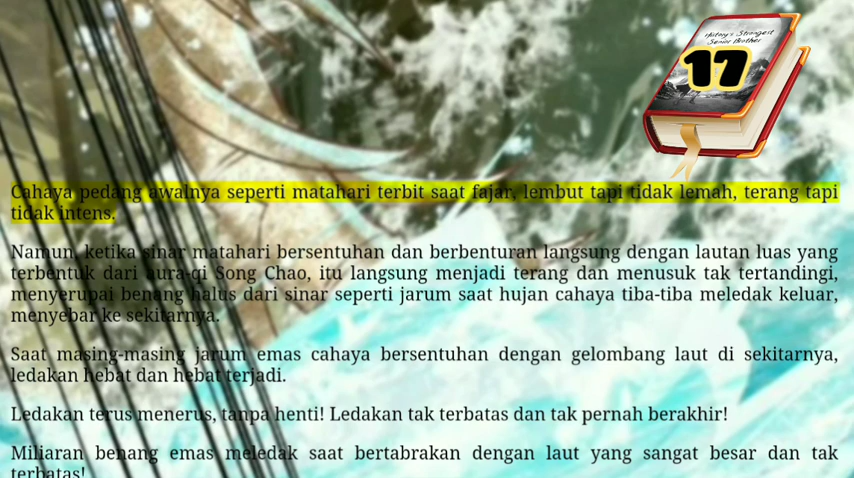 History's Strongest
Senior Brother
17
Cahaya pedang awalnya seperti matahari terbit saat fajar, lembut tapi tidak lemah, terang tapi
tidak intens.
Namun, ketika sinar matahari bersentuhan dan berbenturan langsung dengan lautan luas yang
terbentuk dari aura-qi Song Chao, itu langsung menjadi terang dan menusuk tak tertandingi,
menyerupai benang halus dari sinar seperti jarum saat hujan cahaya tiba-tiba meledak keluar,
menyebar ke sekitarnya.
Saat masing-masing jarum emas cahaya bersentuhan dengan gelombang laut di sekitarnya,
ledakan hebat dan hebat terjadi.
Ledakan terus menerus, tanpa henti! Ledakan tak terbatas dan tak pernah berakhir!
Miliaran benang emas meledak saat bertabrakan dengan laut yang sangat besar dan tak
terbatas!